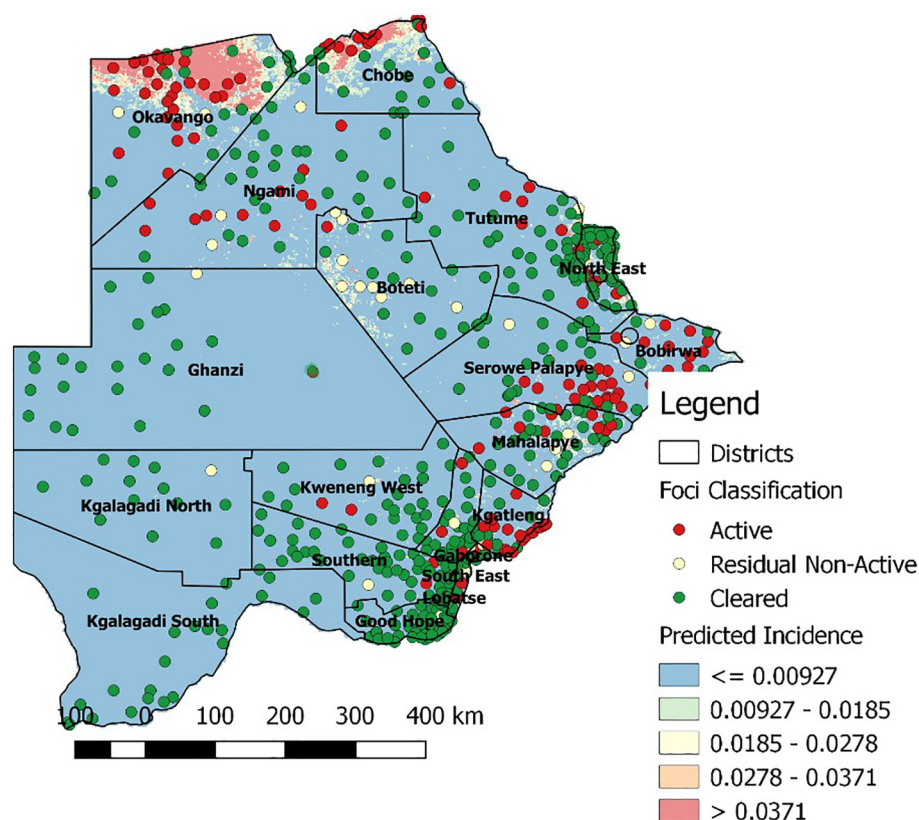 Chobe
Okavango
Ngami
Tutume
North East
Boteti
Bobirwa
Ghanzi
Serowe Palapye
Mahalapye
Kweneng West
Kgalagadi North
Kgatleng
Gaborone
Southern
South East
Lobatse
Kgalagadi South
Good Hope
Legend
Districts
Foci Classification
Active
Residual Non-Active
Cleared
Predicted Incidence
<= 0.00927
0.00927 - 0.0185
0.0185 - 0.0278
0.0278 - 0.0371
> 0.0371
100 0 100 200 300 400 km